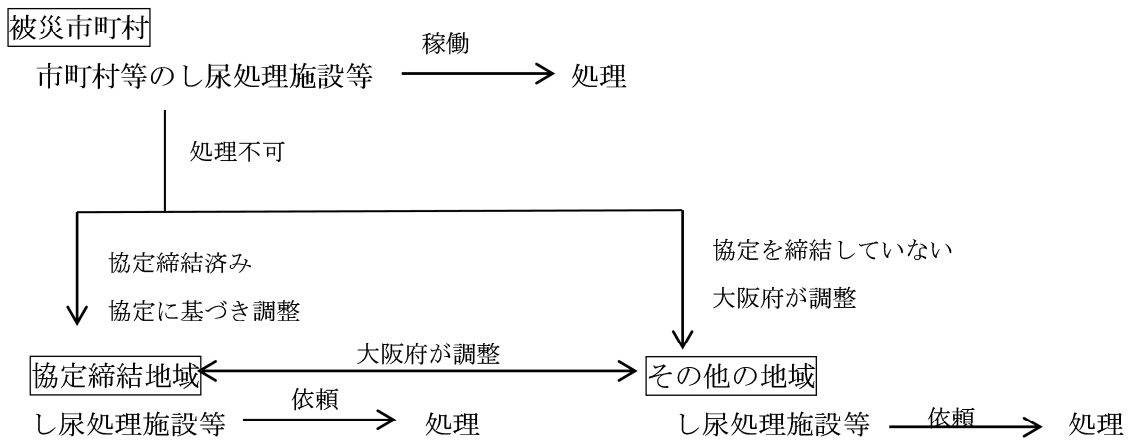 被災市町村
市町村等のし尿処理施設等
稼働
処理
処理不可
協定締結済み
協定に基づき調整
協定を締結していない
大阪府が調整
協定締結地域
大阪府が調整
その他の地域
し尿処理施設等
依頼
処理
し尿処理施設等
依頼
処理